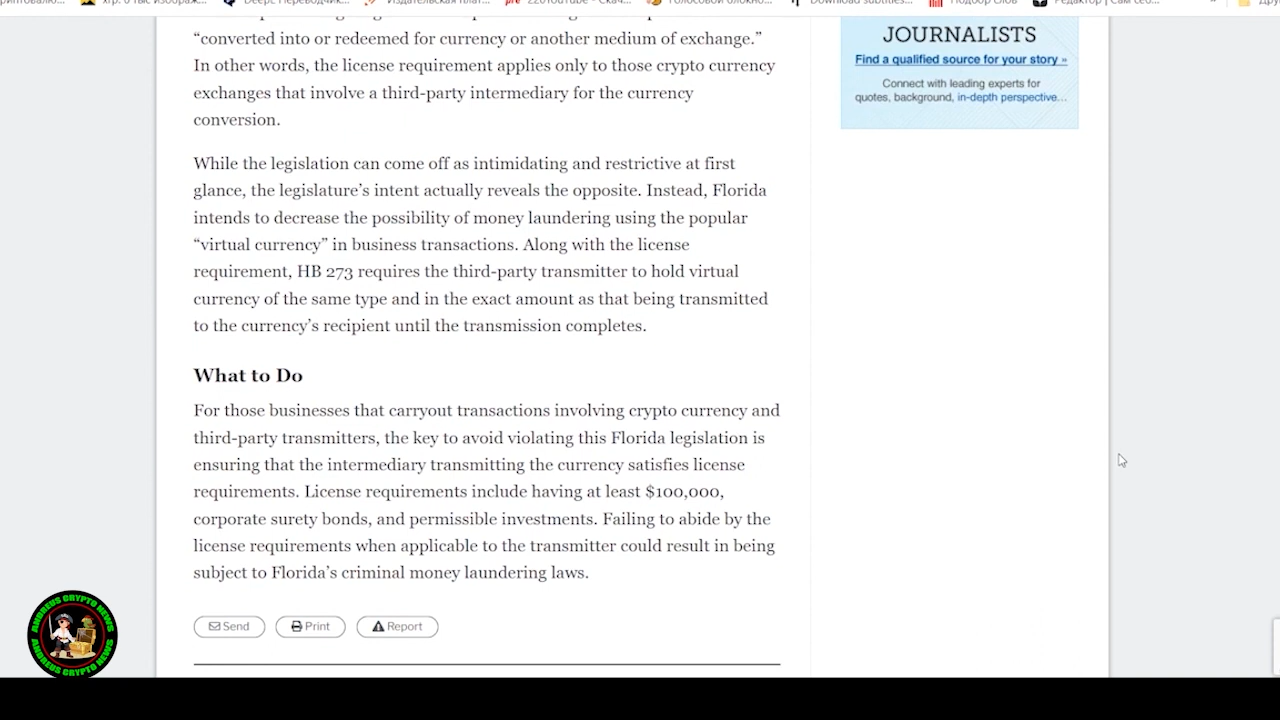 “converted into or redeemed for currency or another medium of exchange.”
In other words, the license requirement applies only to those crypto currency
exchanges that involve a third-party intermediary for the currency
conversion.
While the legislation can come off as intimidating and restrictive at first
glance, the legislature’s intent actually reveals the opposite. Instead, Florida
intends to decrease the possibility of money laundering using the popular
“virtual currency” in business transactions. Along with the license
requirement, HB 273 requires the third-party transmitter to hold virtual
currency of the same type and in the exact amount as that being transmitted
to the currency’s recipient until the transmission completes.
What to Do
For those businesses that carryout transactions involving crypto currency and
third-party transmitters, the key to avoid violating this Florida legislation is
ensuring that the intermediary transmitting the currency satisfies license
requirements. License requirements include having at least $100,000,
corporate surety bonds, and permissible investments. Failing to abide by the
license requirements when applicable to the transmitter could result in being
subject to Florida’s criminal money laundering laws.
Send Print Report
JOURNALISTS
Find a qualified source for your story »
Connect with leading experts for
quotes, background, in-depth perspective…
ANDREUS CRYPTO NEWS
ANDREUS CRYPTO NEWS